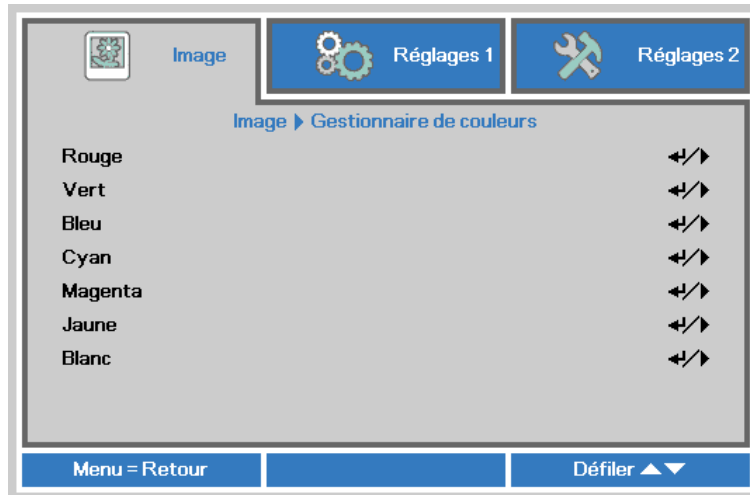 Image
Réglages 1
Réglages 2
Image ▶ Gestionnaire de couleurs
Rouge ↵/▶
Vert ↵/▶
Bleu ↵/▶
Cyan ↵/▶
Magenta ↵/▶
Jaune ↵/▶
Blanc ↵/▶
Menu = Retour
Défiler ▲▼